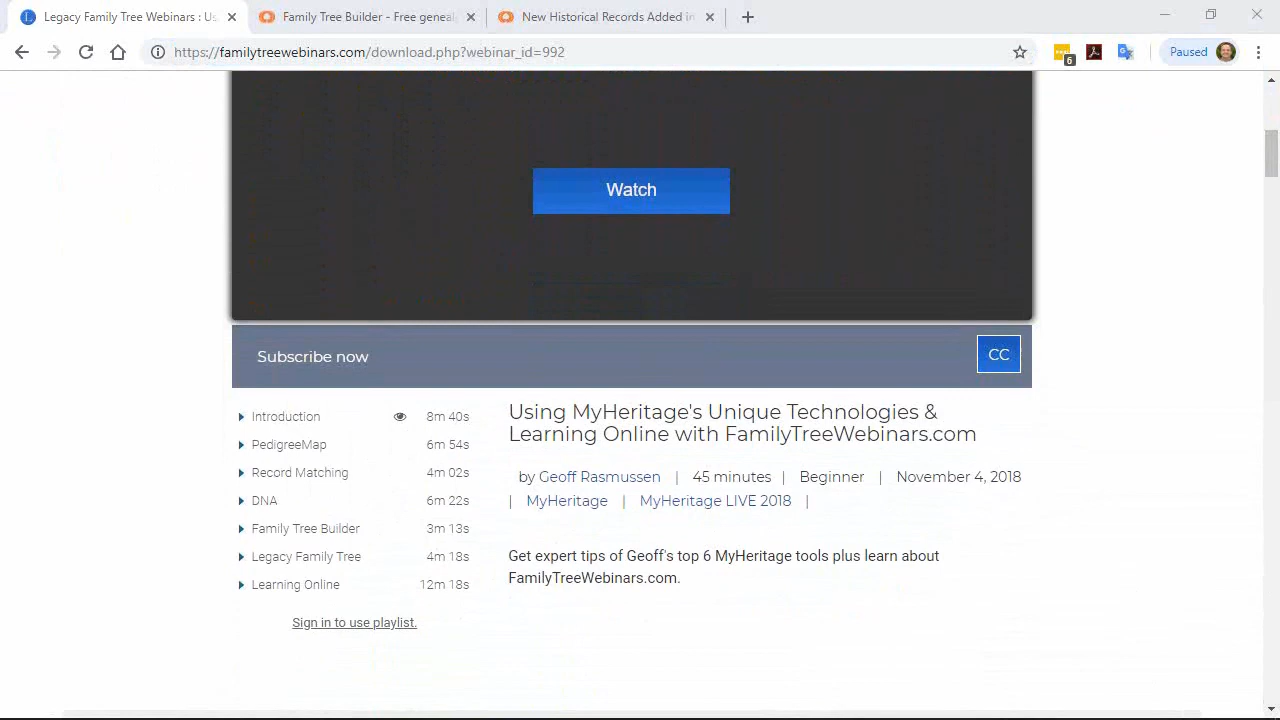 Legacy Family Tree Webinars : Us
Family Tree Builder - Free geneal
New Historical Records Added in
https://familytreewebinars.com/download.php?webinar_id=992
6
Paused
Watch
Subscribe now
CC
Introduction 8m 40s
PedigreeMap 6m 54s
Record Matching 4m 02s
DNA 6m 22s
Family Tree Builder 3m 13s
Legacy Family Tree 4m 18s
Learning Online 12m 18s
Sign in to use playlist.
Using MyHeritage's Unique Technologies &
Learning Online with FamilyTreeWebinars.com
by Geoff Rasmussen | 45 minutes | Beginner | November 4, 2018
| MyHeritage | MyHeritage LIVE 2018 |
Get expert tips of Geoff's top 6 MyHeritage tools plus learn about
FamilyTreeWebinars.com.